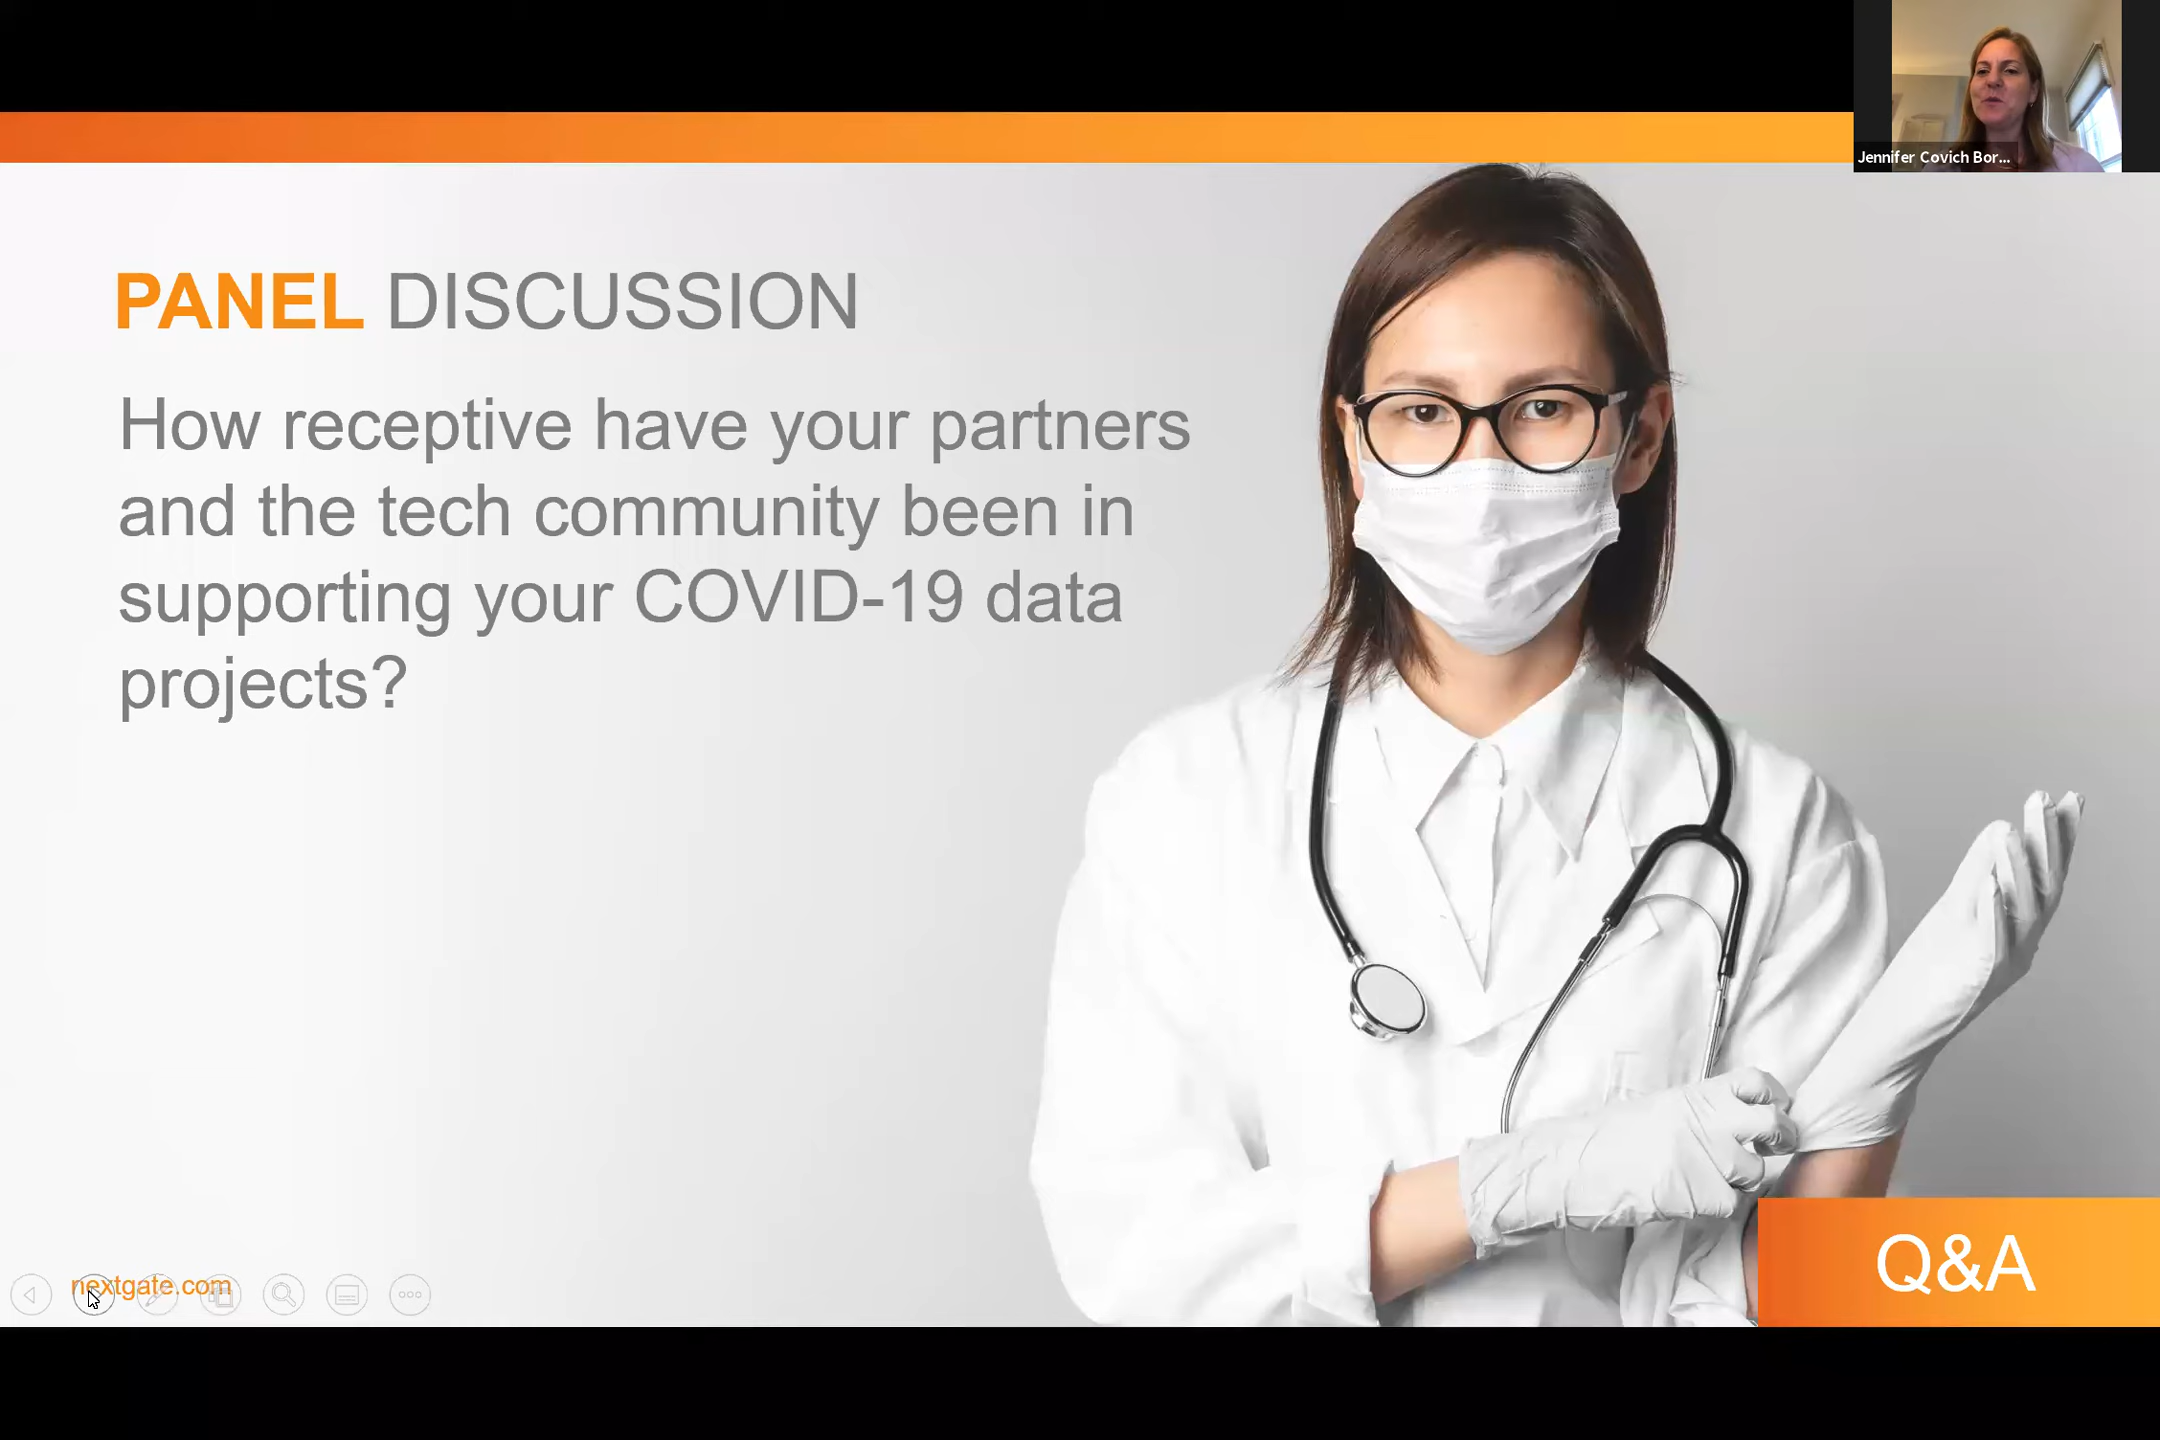 Jennifer Covich Bor...
PANEL DISCUSSION
How receptive have your partners
and the tech community been in
supporting your COVID-19 data
projects?
nextgate.com
Q&A